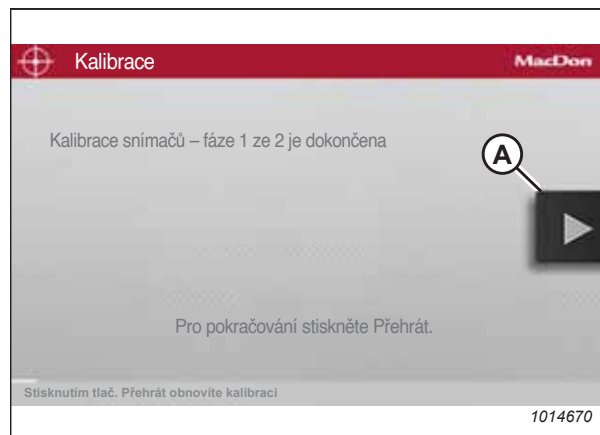 Kalibrace
MacDon
Kalibrace snímačů – fáze 1 ze 2 je dokončena
A
Pro pokračování stiskněte Přehrát.
Stisknutím tlač. Přehrát obnovíte kalibraci
1014670